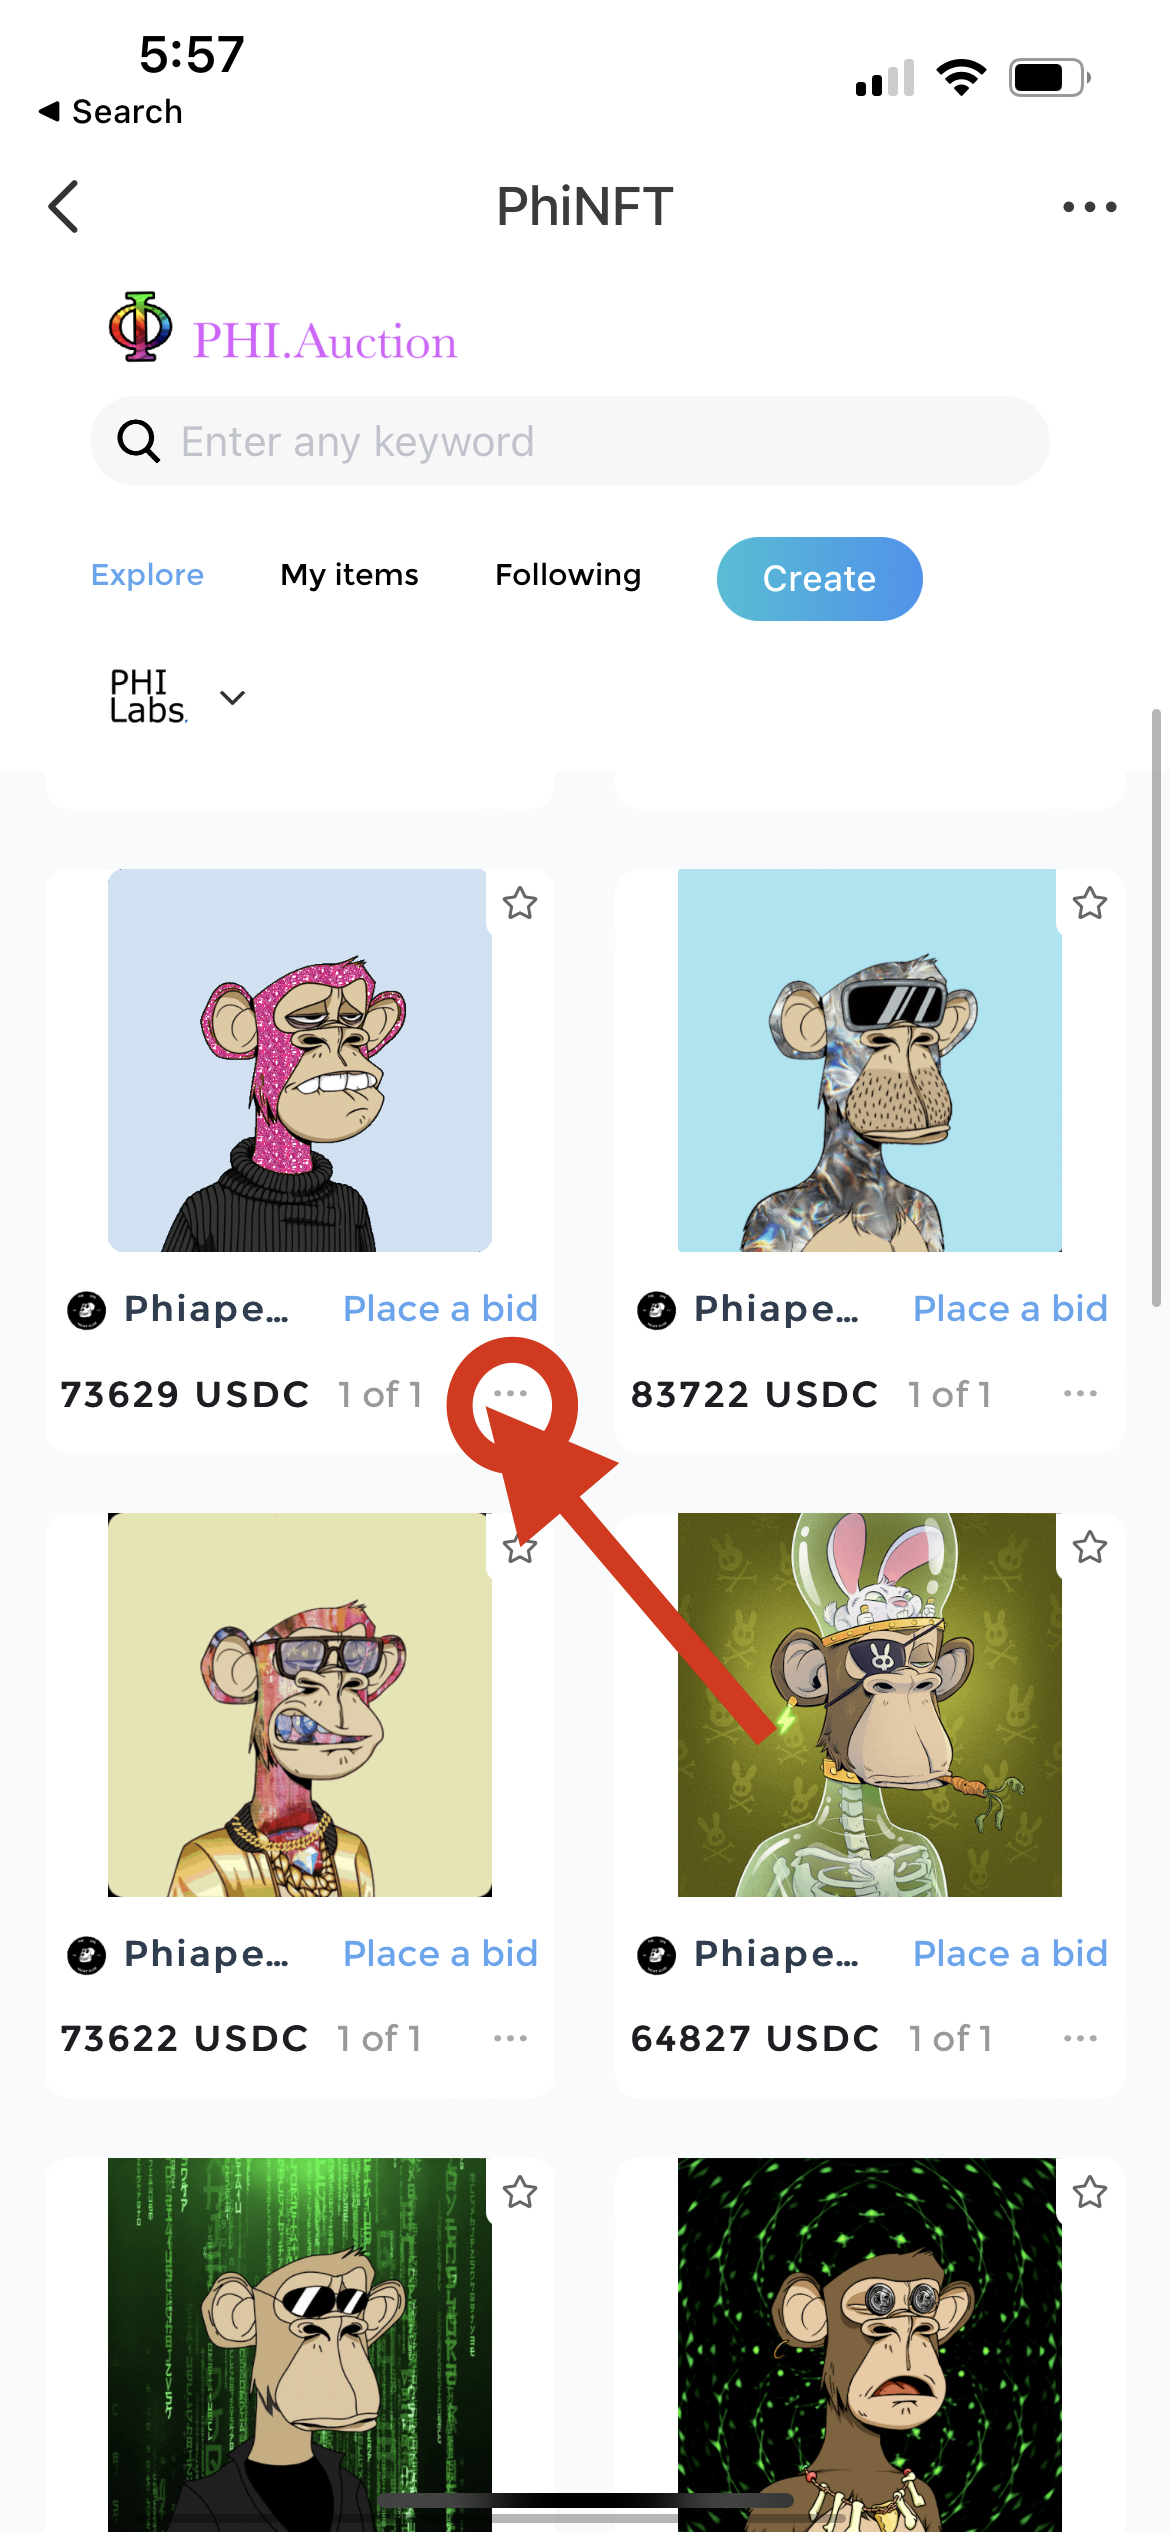 5:57
Search
PhiNFT
PHI.Auction
Enter any keyword
Explore My items Following Create
PHI
Labs.
Phiape... Place a bid
73629 USDC 1 of 1
Phiape... Place a bid
83722 USDC 1 of 1
Phiape... Place a bid
73622 USDC 1 of 1
Phiape... Place a bid
64827 USDC 1 of 1